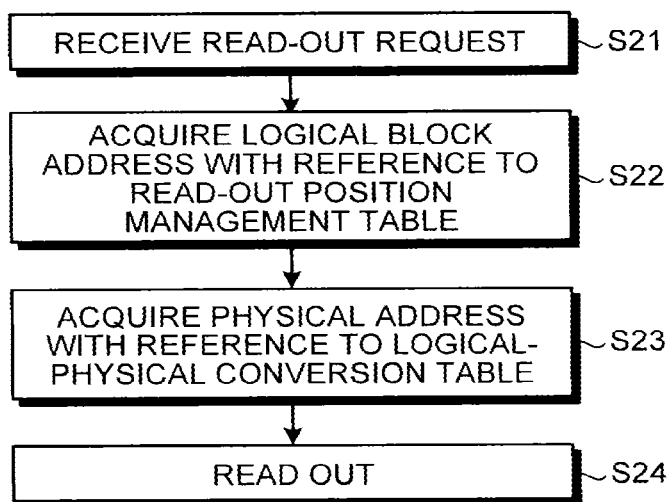 RECEIVE READ-OUT REQUEST
S21
ACQUIRE LOGICAL BLOCK
ADDRESS WITH REFERENCE TO
READ-OUT POSITION
MANAGEMENT TABLE
S22
ACQUIRE PHYSICAL ADDRESS
WITH REFERENCE TO LOGICAL-
PHYSICAL CONVERSION TABLE
S23
READ OUT
S24